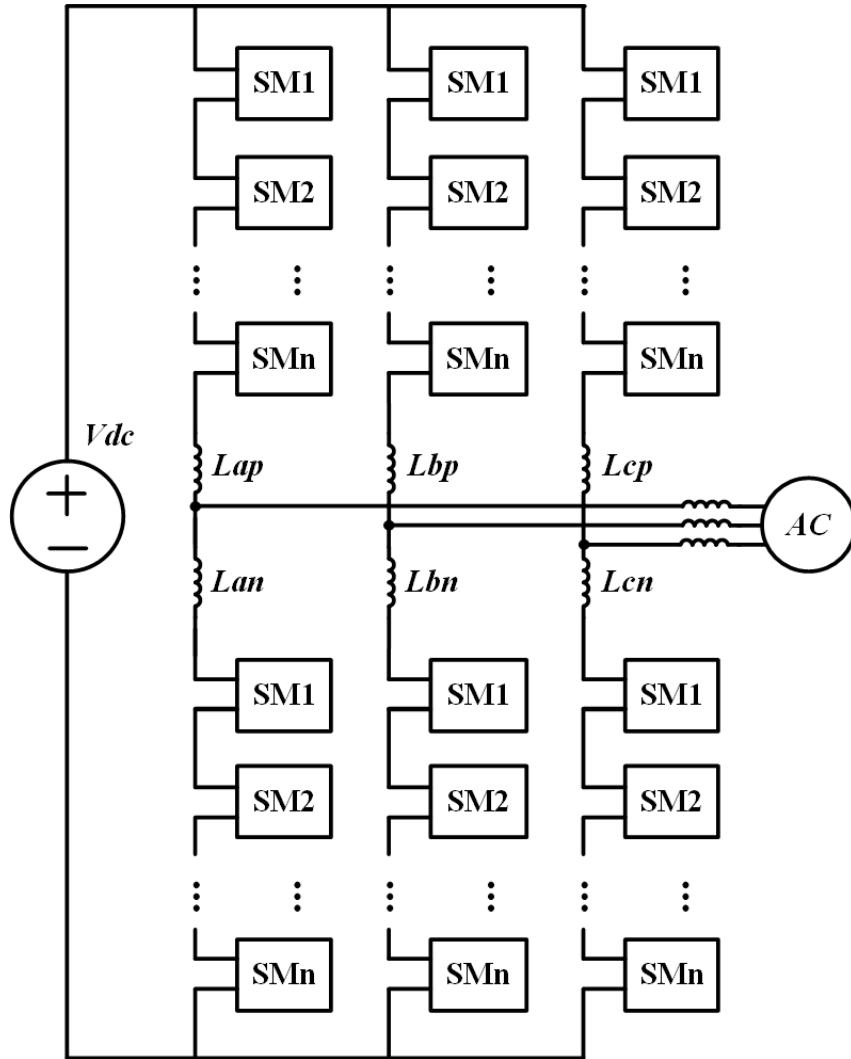 SM1 SM1 SM1
SM2 SM2 SM2
SMn SMn SMn
Vdc
Lap Lbp Lcp
AC
Lan Lbn Lcn
SM1 SM1 SM1
SM2 SM2 SM2
SMn SMn SMn